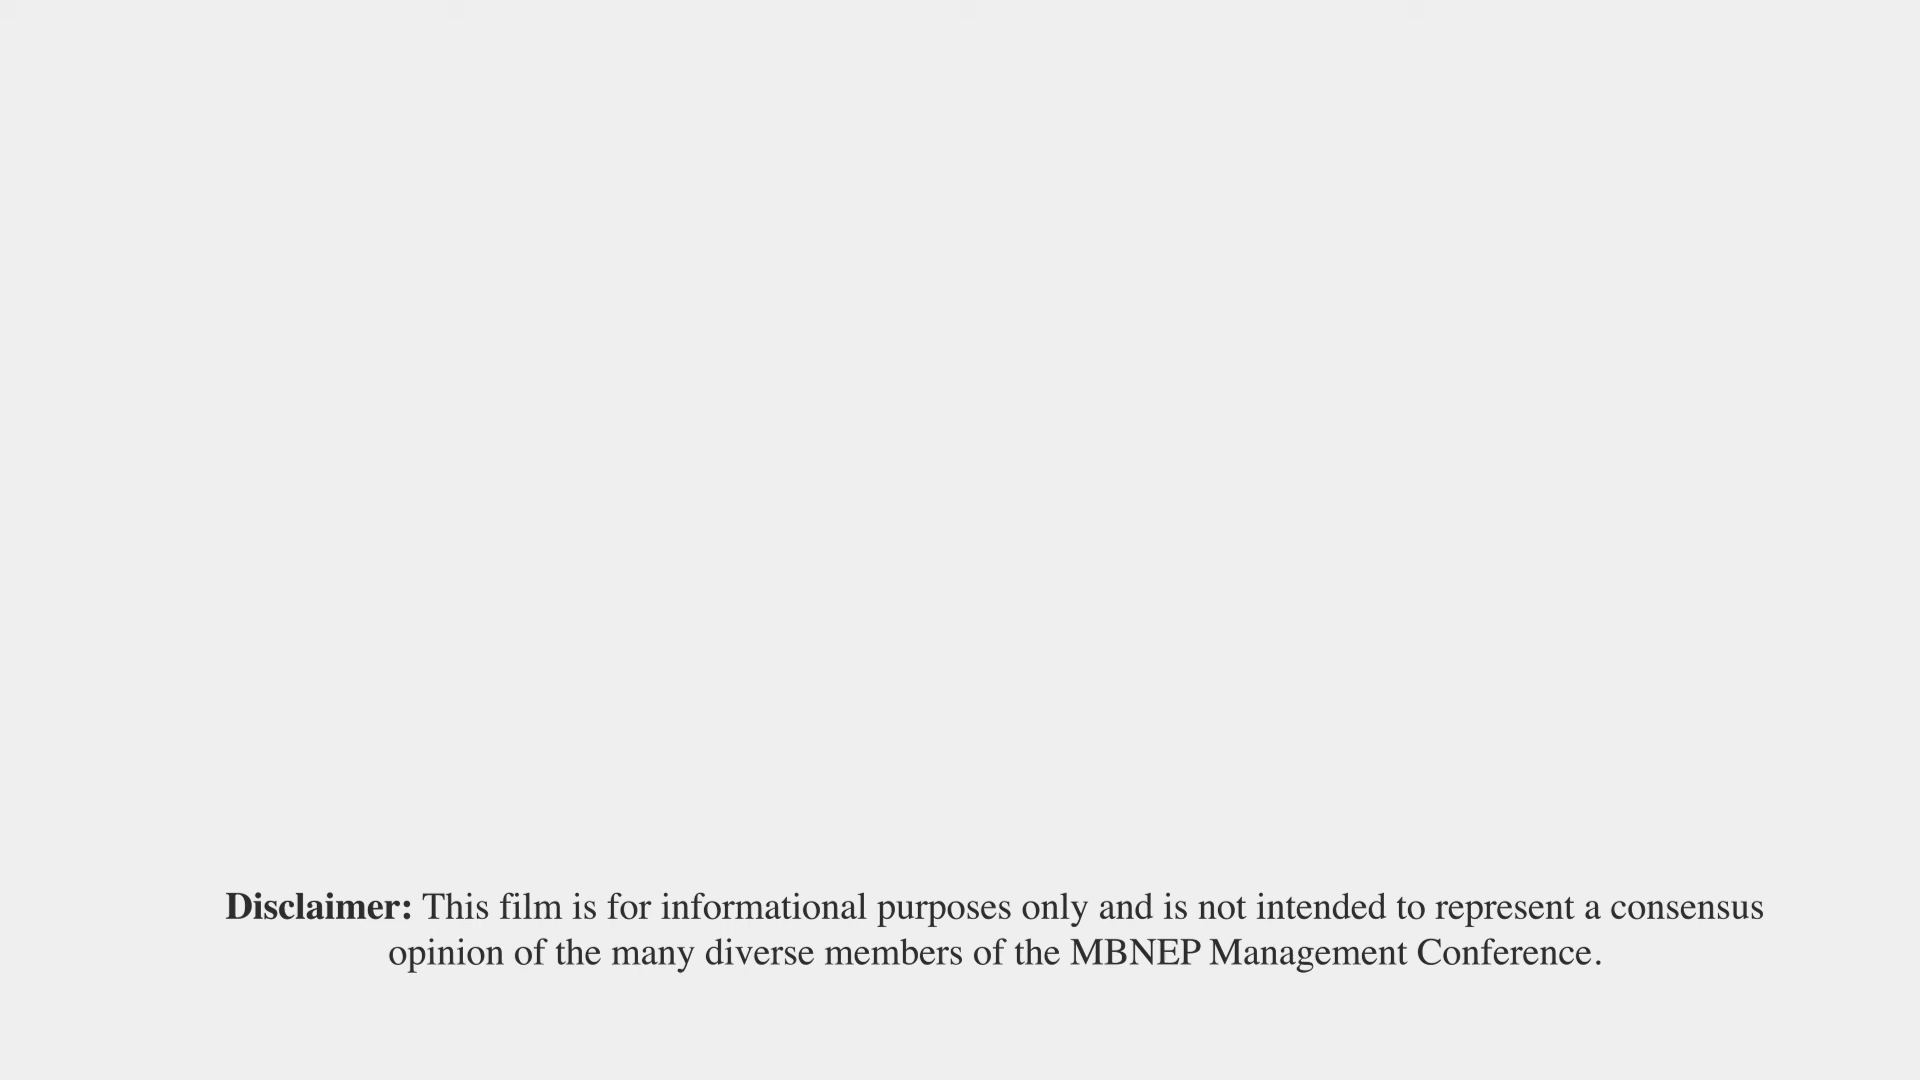 Disclaimer: This film is for informational purposes only and is not intended to represent a consensus
opinion of the many diverse members of the MBNEP Management Conference.